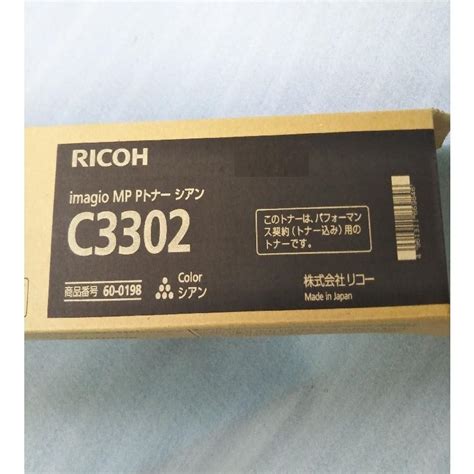 RICOH
imagio MP Pトナー シアン
C3302
商品番号 60-0198
Color
シアン
このトナーは、パフォーマン
ス契約（トナー込み）用の
トナーです。
株式会社リコー
Made in Japan